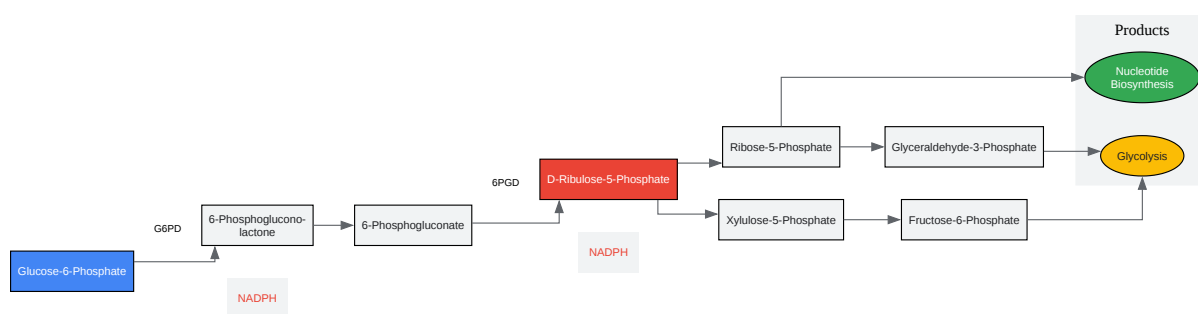 Products
Nucleotide
Biosynthesis
Ribose-5-Phosphate
Glyceraldehyde-3-Phosphate
Glycolysis
6PGD
D-Ribulose-5-Phosphate
G6PD
6-Phosphoglucono-
lactone
6-Phosphogluconate
Xylulose-5-Phosphate
Fructose-6-Phosphate
NADPH
Glucose-6-Phosphate
NADPH